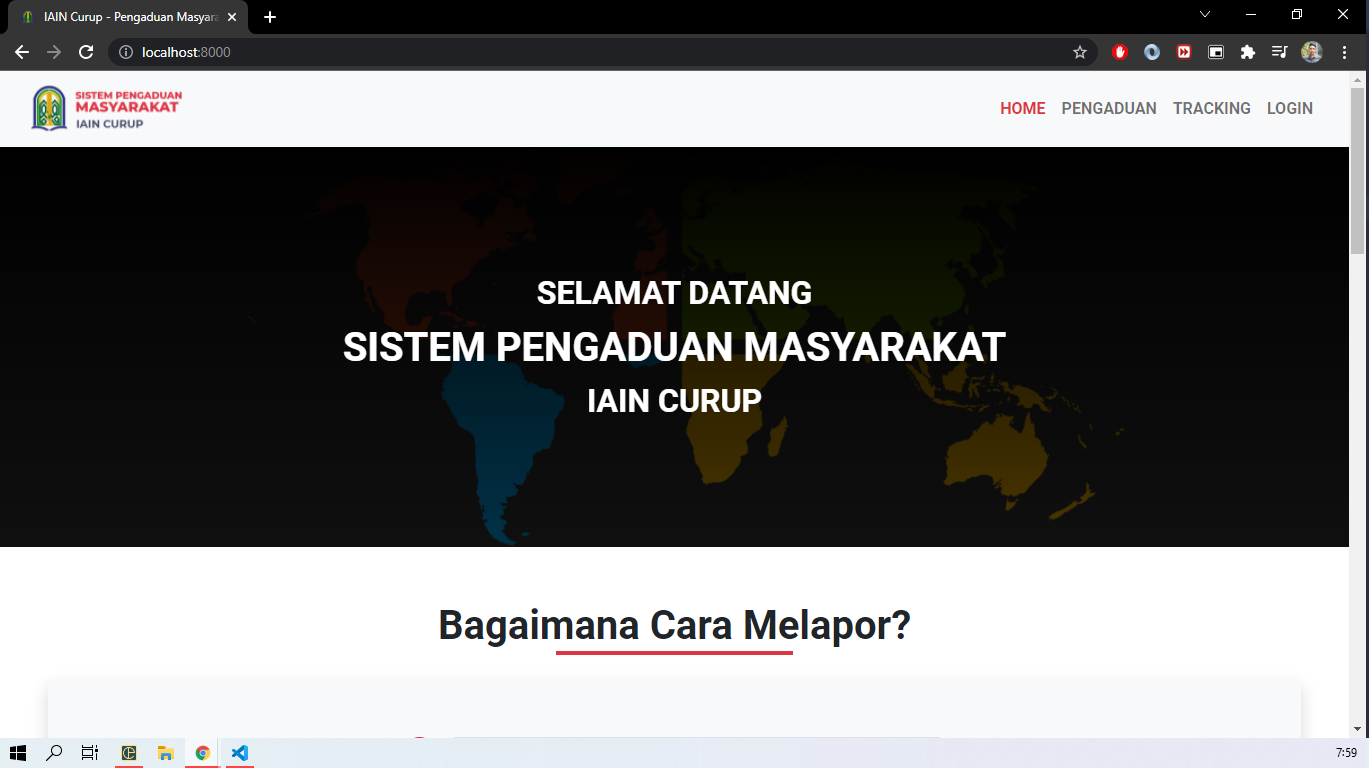 IAIN Curup - Pengaduan Masyara
localhost:8000
SISTEM PENGADUAN
MASYARAKAT
IAIN CURUP
HOME PENGADUAN TRACKING LOGIN
SELAMAT DATANG
SISTEM PENGADUAN MASYARAKAT
IAIN CURUP
Bagaimana Cara Melapor?
7:59